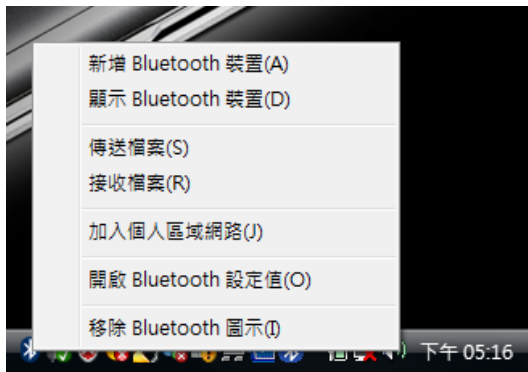 新增 Bluetooth 裝置(A)
顯示 Bluetooth 裝置(D)
傳送檔案(S)
接收檔案(R)
加入個人區域網路(J)
開啟 Bluetooth 設定值(O)
移除 Bluetooth 圖示(I)
下午 05:16